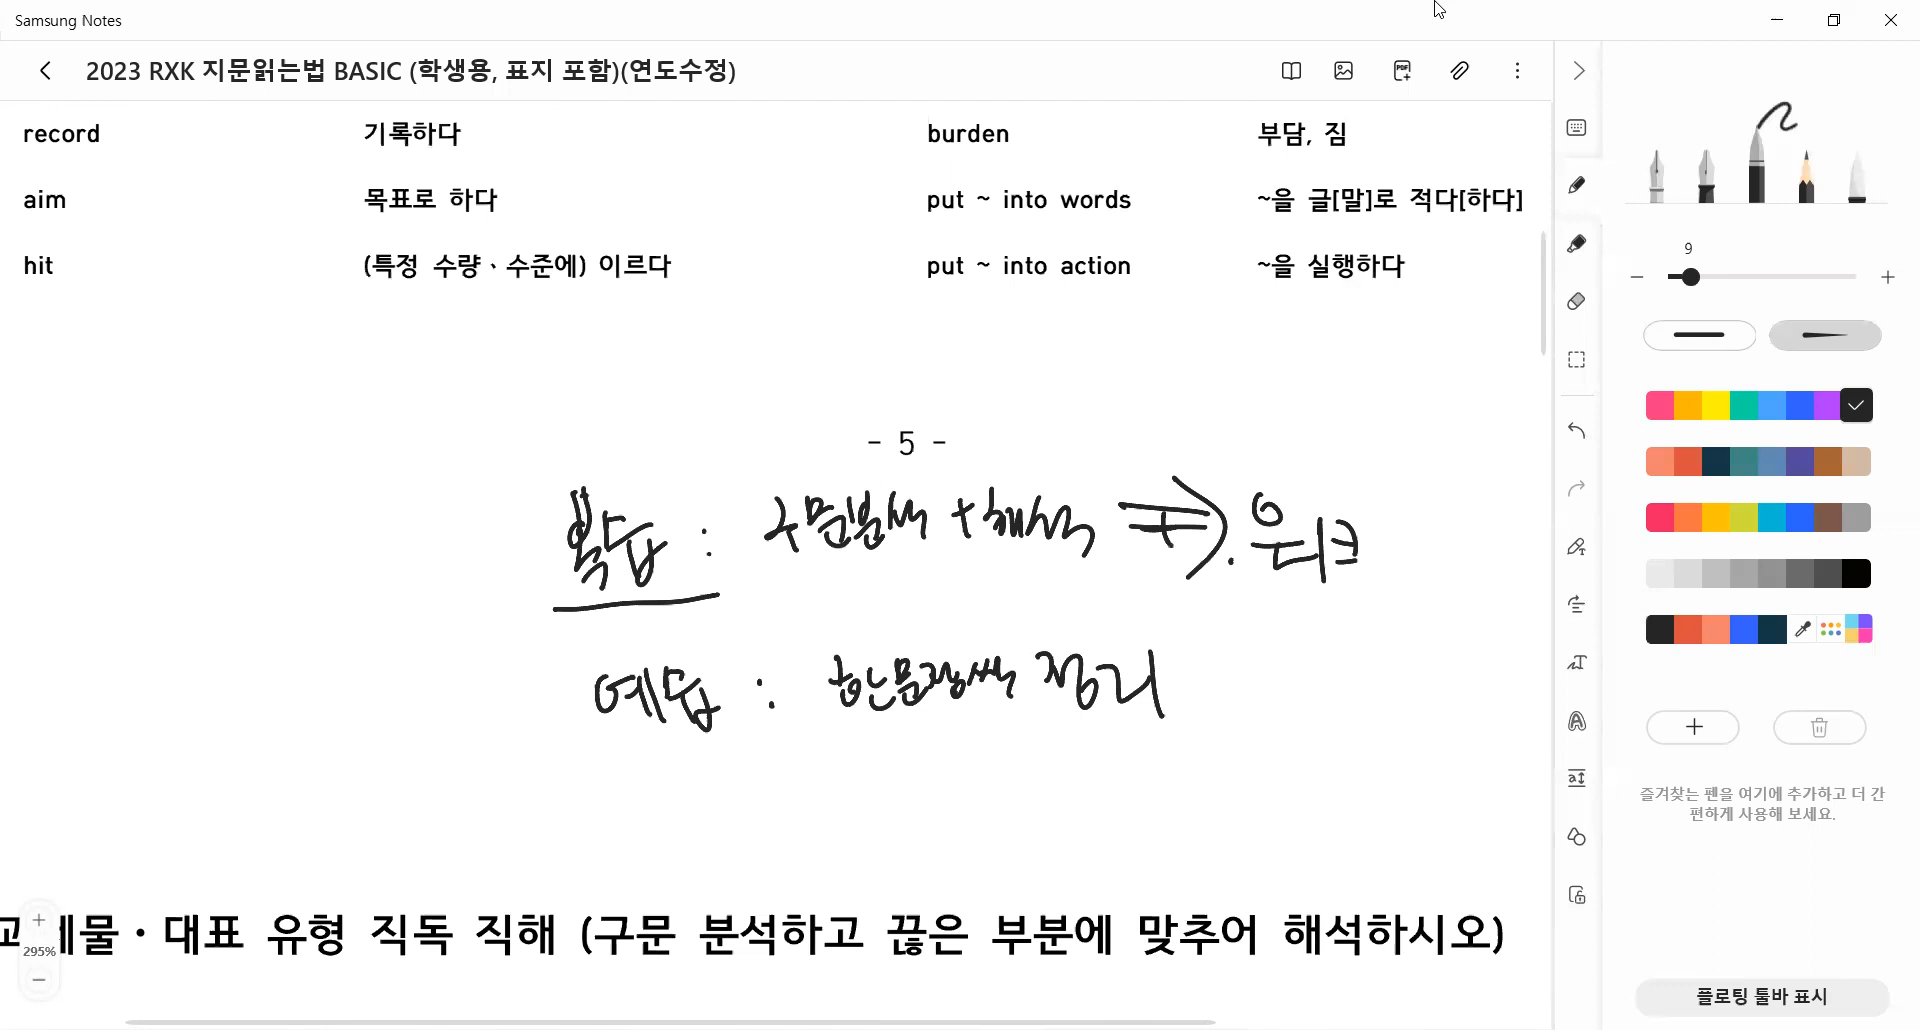 Samsung Notes
2023 RXK 지문읽는법 BASIC (학생용, 표지 포함)(연도수정)
record 기록하다 burden 부담, 짐
aim 목표로 하다 put ~ into words ~을 글[말]로 적다[하다]
hit (특정 수량·수준에) 이르다 put ~ into action ~을 실행하다
- 5 -
복습 : 구문분석 + 해석 ⇒ . 워크
예습 : 한문장씩 정리
물·대표 유형 직독 직해 (구문 분석하고 끊은 부분에 맞추어 해석하시오)
295%
PDF
9
즐겨찾는 펜을 여기에 추가하고 더 간
편하게 사용해 보세요.
플로팅 툴바 표시